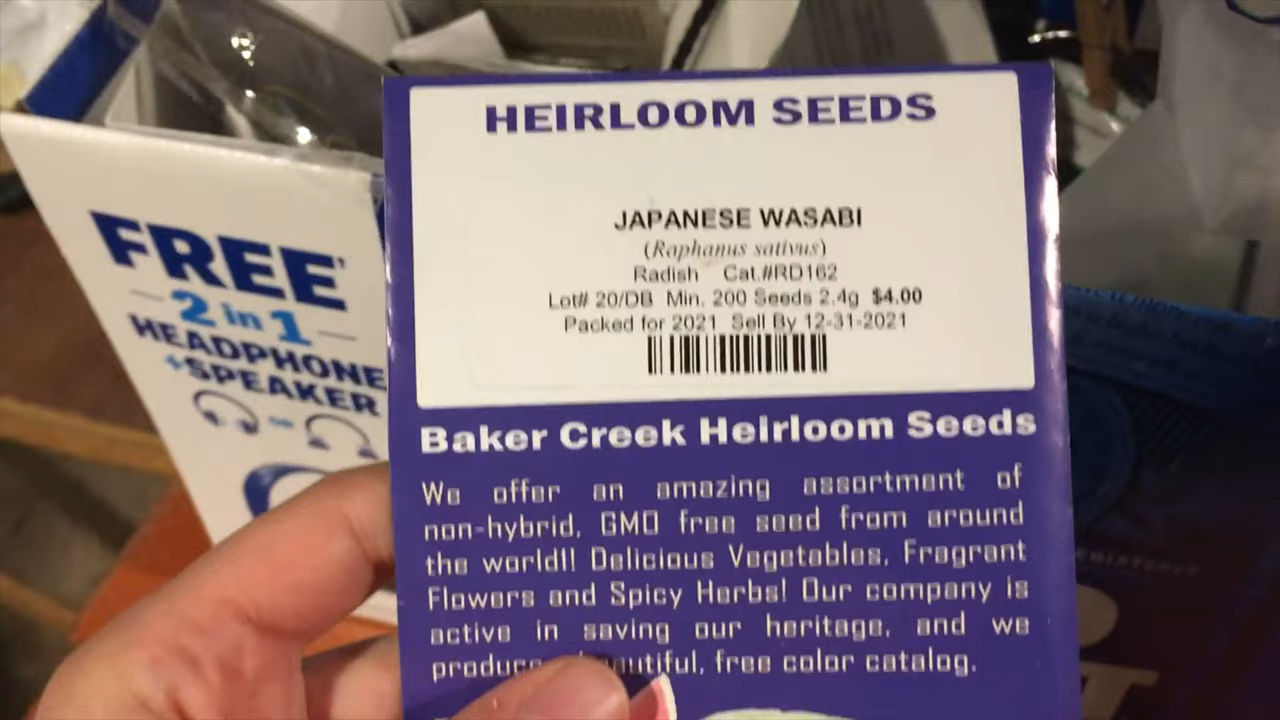 HEIRLOOM SEEDS
JAPANESE WASABI
(Raphanus sativus)
Radish Cat.#RD162
Lot# 20/DB Min. 200 Seeds 2.4g $4.00
Packed for 2021 Sell By 12-31-2021
Baker Creek Heirloom Seeds
We offer an amazing assortment of
non-hybrid, GMO free seed from around
the world!! Delicious Vegetables, Fragrant
Flowers and Spicy Herbs! Our company is
active in saving our heritage, and we
free color catalog.
FREE
2 in 1
HEADPHONE
+SPEAKER